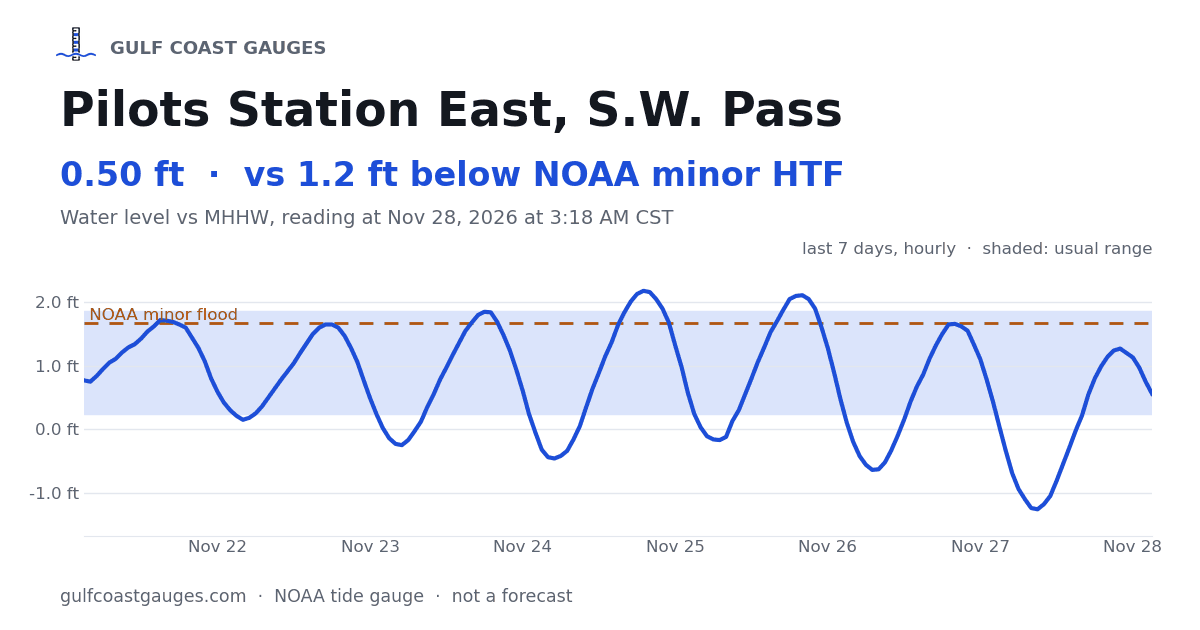 GULF COAST GAUGES
Pilots Station East, S.W. Pass
0.50 ft · vs 1.2 ft below NOAA minor HTF
Water level vs MHHW, reading at Nov 28, 2026 at 3:18 AM CST
last 7 days, hourly · shaded: usual range
2.0 ft
NOAA minor flood
1.0 ft
0.0 ft
-1.0 ft
Nov 22 Nov 23 Nov 24 Nov 25 Nov 26 Nov 27 Nov 28
gulfcoastgauges.com · NOAA tide gauge · not a forecast